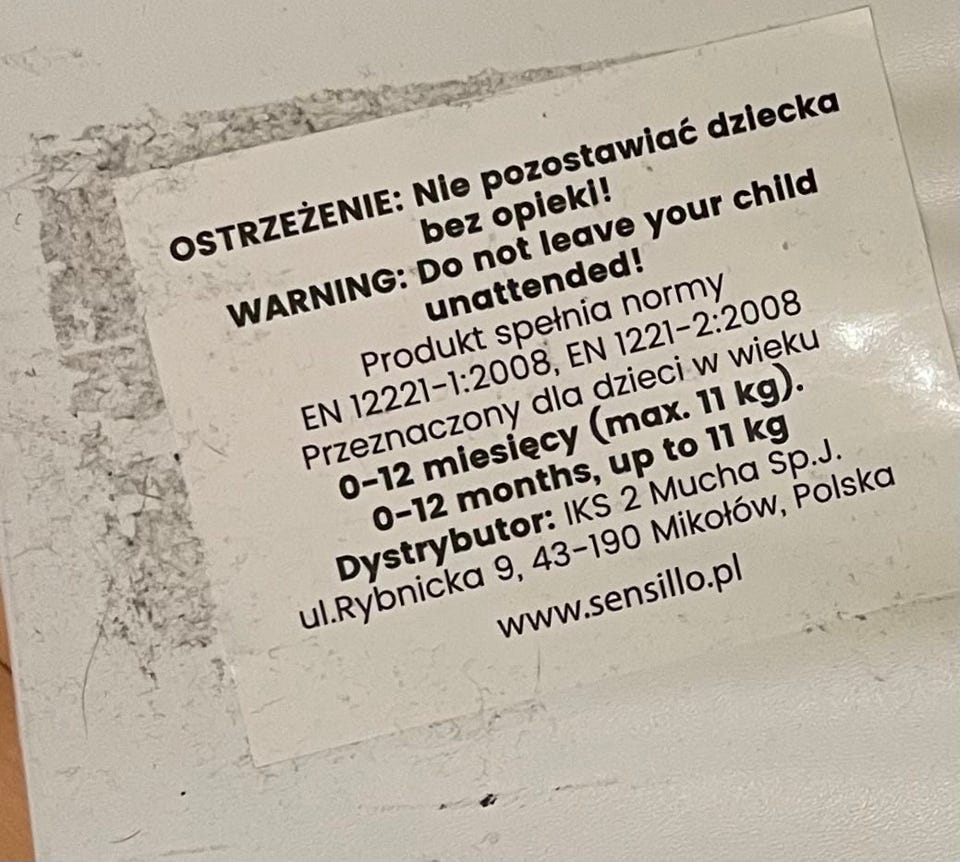 OSTRZEŻENIE: Nie pozostawiać dziecka
bez opieki!
WARNING: Do not leave your child
unattended!
Produkt spełnia normy
EN 12221-1:2008, EN 1221-2:2008
Przeznaczony dla dzieci w wieku
0-12 miesięcy (max. 11 kg).
0-12 months, up to 11 kg
Dystrybutor: IKS 2 Mucha Sp.J.
ul.Rybnicka 9, 43-190 Mikołów, Polska
www.sensillo.pl